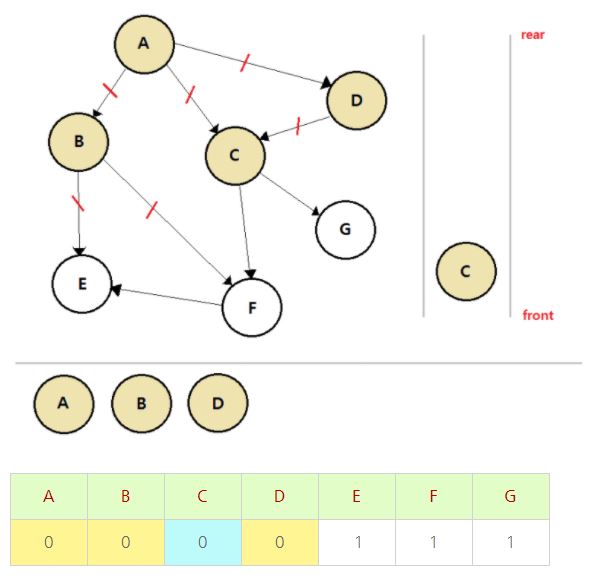 A
rear
D
B
C
G
C
E
F
front
A B D
A B C D E F G
0 0 0 0 1 1 1